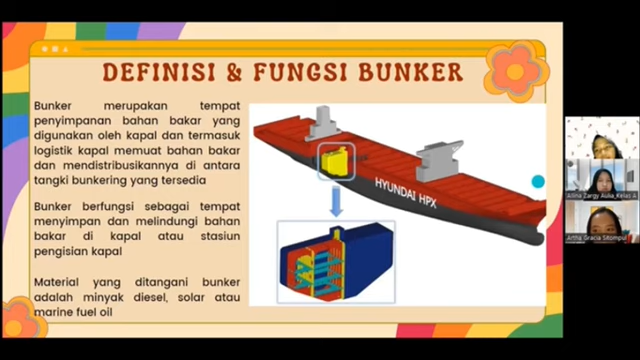 DEFINISI & FUNGSI BUNKER
Bunker merupakan tempat
penyimpanan bahan bakar yang
digunakan oleh kapal dan termasuk
logistik kapal memuat bahan bakar
dan mendistribusikannya di antara
tangki bunkering yang tersedia
Bunker berfungsi sebagai tempat
menyimpan dan melindungi bahan
bakar di kapal atau stasiun
pengisian kapal
Material yang ditangani bunker
adalah minyak diesel, solar atau
marine fuel oil
HYUNDAI HPX
Allina Zargy Aulia_Kelas A
Artha Gracia Sitompul